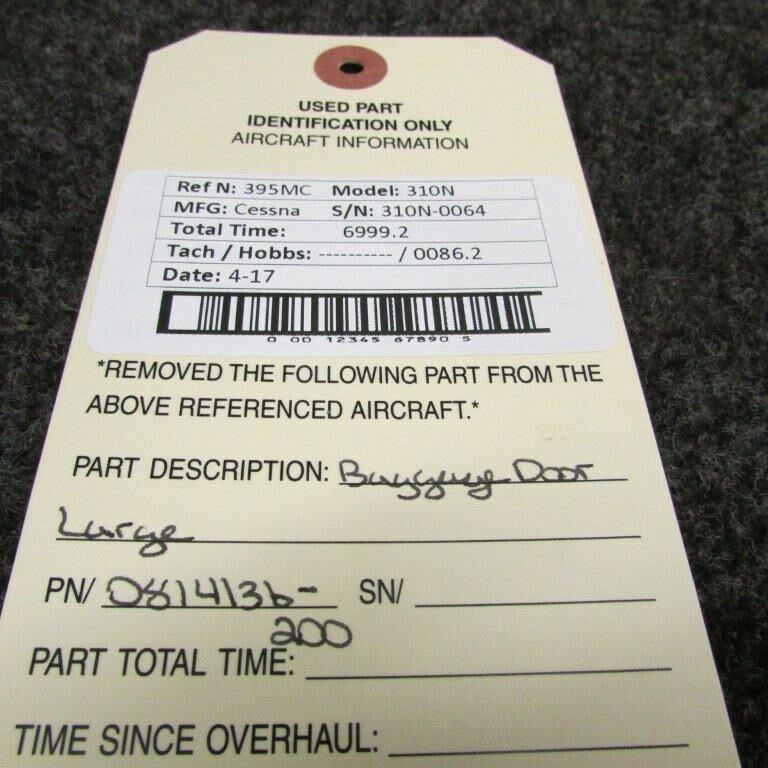 USED PART
IDENTIFICATION ONLY
AIRCRAFT INFORMATION
Ref N: 395MC Model: 310N
MFG: Cessna S/N: 310N-0064
Total Time: 6999.2
Tach / Hobbs: ---------- / 0086.2
Date: 4-17
0 00 12345 67890 5
*REMOVED THE FOLLOWING PART FROM THE
ABOVE REFERENCED AIRCRAFT.*
PART DESCRIPTION: Baggage Door
Large
PN/ 0814136- SN/
200
PART TOTAL TIME:
TIME SINCE OVERHAUL: